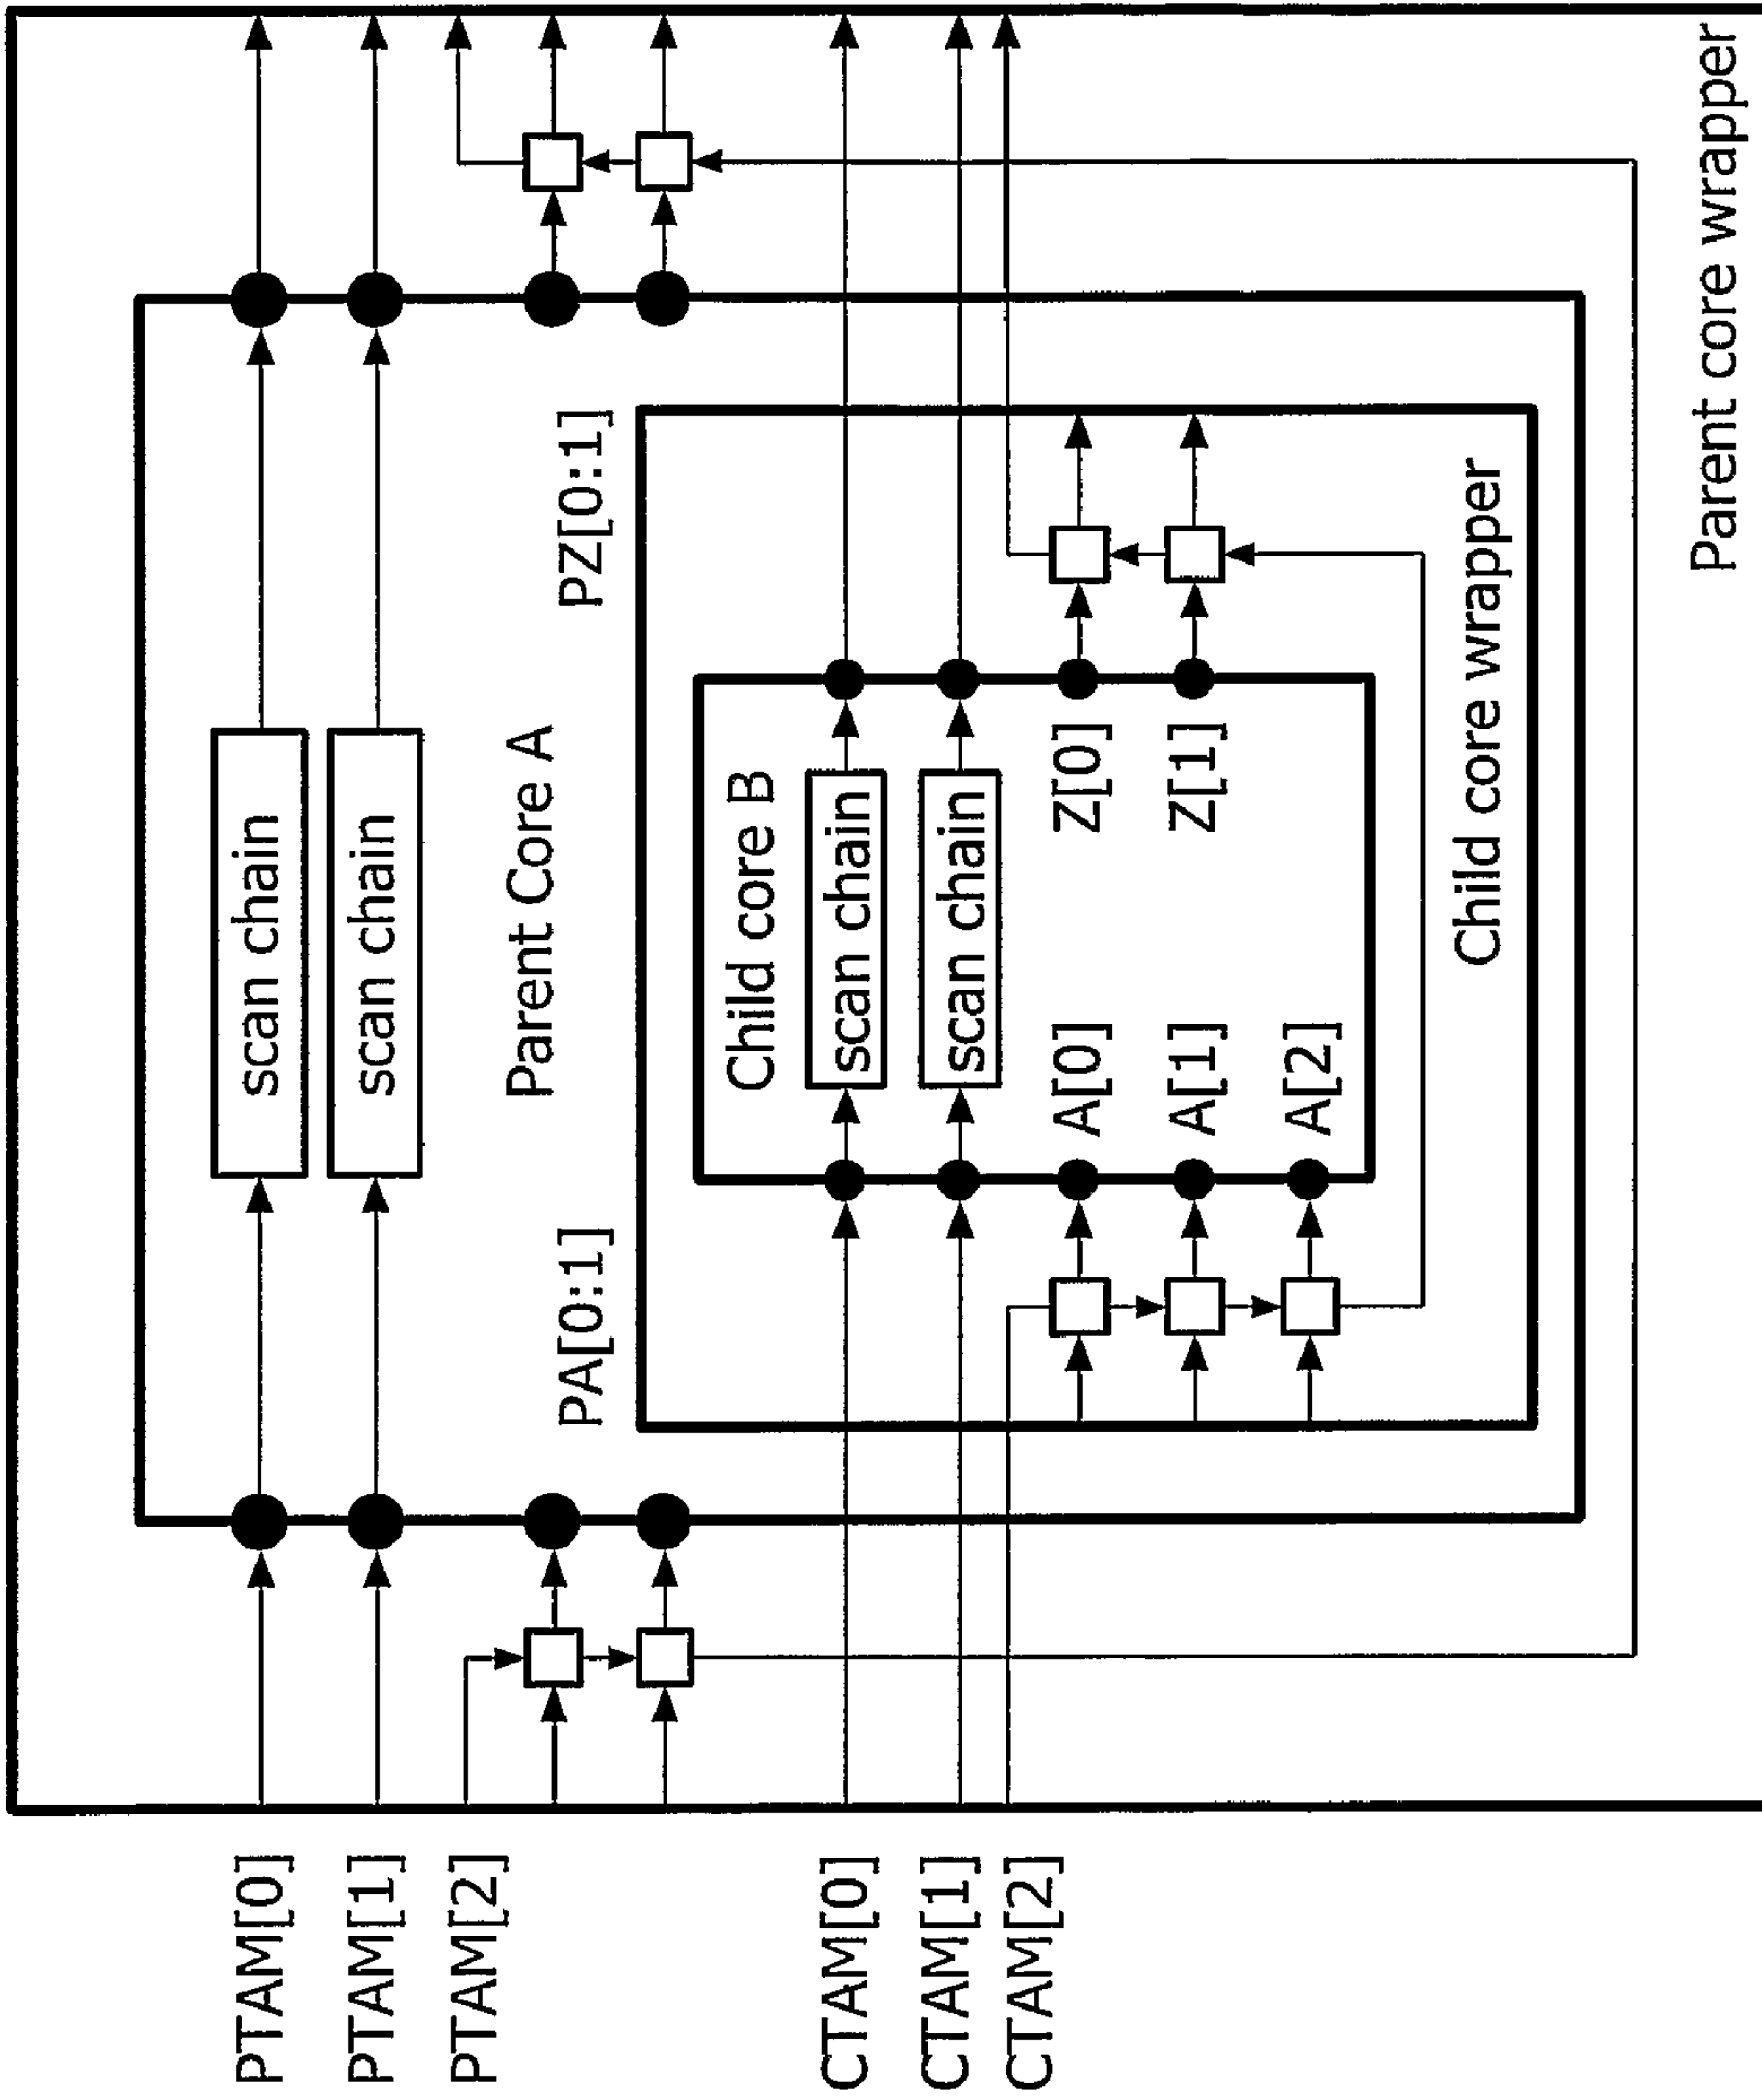 PTAM[0]
PTAM[1]
PTAM[2]
CTAM[0]
CTAM[1]
CTAM[2]
scan chain
scan chain
Parent Core A
PA[0:1]
PZ[0:1]
Child core B
scan chain
scan chain
A[0]
Z[0]
A[1]
Z[1]
A[2]
Child core wrapper
Parent core wrapper